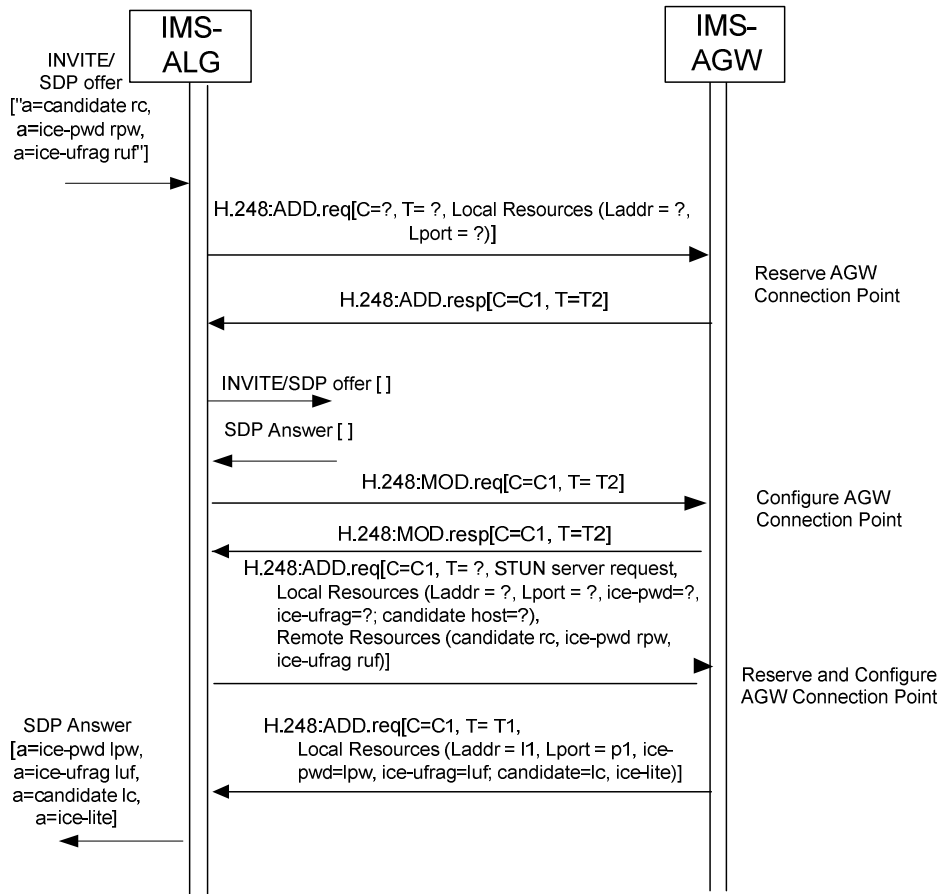 IMS-
ALG
IMS-
AGW
INVITE/
SDP offer
["a=candidate rc,
a=ice-pwd rpw,
a=ice-ufrag ruf"]
H.248:ADD.req[C=?, T= ?, Local Resources (Laddr = ?,
Lport = ?)]
Reserve AGW
Connection Point
H.248:ADD.resp[C=C1, T=T2]
INVITE/SDP offer [ ]
SDP Answer [ ]
H.248:MOD.req[C=C1, T= T2]
Configure AGW
Connection Point
H.248:MOD.resp[C=C1, T=T2]
H.248:ADD.req[C=C1, T= ?, STUN server request,
Local Resources (Laddr = ?, Lport = ?, ice-pwd=?,
ice-ufrag=?; candidate host=?),
Remote Resources (candidate rc, ice-pwd rpw,
ice-ufrag ruf)]
Reserve and Configure
AGW Connection Point
H.248:ADD.req[C=C1, T= T1,
Local Resources (Laddr = l1, Lport = p1, ice-
pwd=lpw, ice-ufrag=luf; candidate=lc, ice-lite)]
SDP Answer
[a=ice-pwd lpw,
a=ice-ufrag luf,
a=candidate lc,
a=ice-lite]